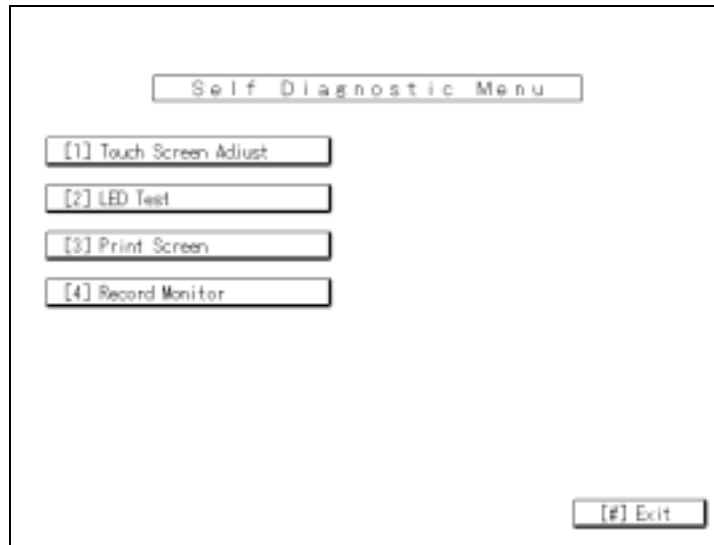 Self Diagnostic Menu
[1] Touch Screen Adjust
[2] LED Test
[3] Print Screen
[4] Record Monitor
[#] Exit